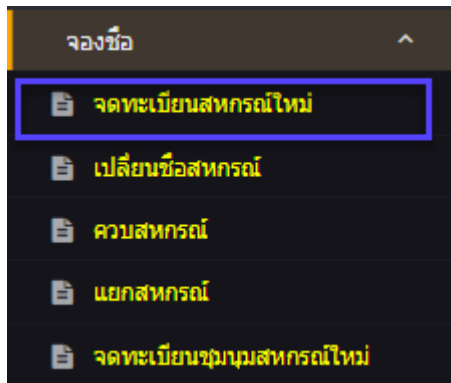 จองชื่อ
จดทะเบียนสหกรณ์ใหม่
เปลี่ยนชื่อสหกรณ์
ควบสหกรณ์
แยกสหกรณ์
จดทะเบียนชุมนุมสหกรณ์ใหม่